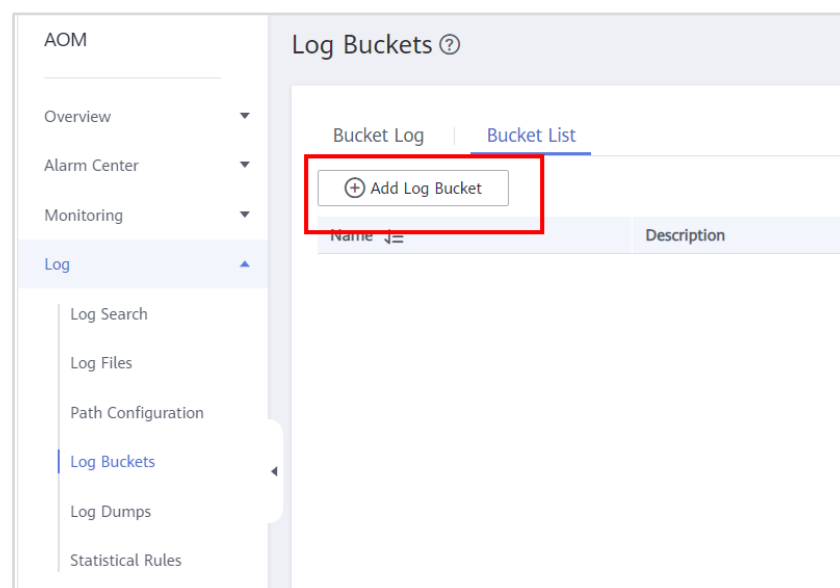 AOM
Overview
Alarm Center
Monitoring
Log
Log Search
Log Files
Path Configuration
Log Buckets
Log Dumps
Statistical Rules
Log Buckets
Bucket Log
Bucket List
Add Log Bucket
Name
Description